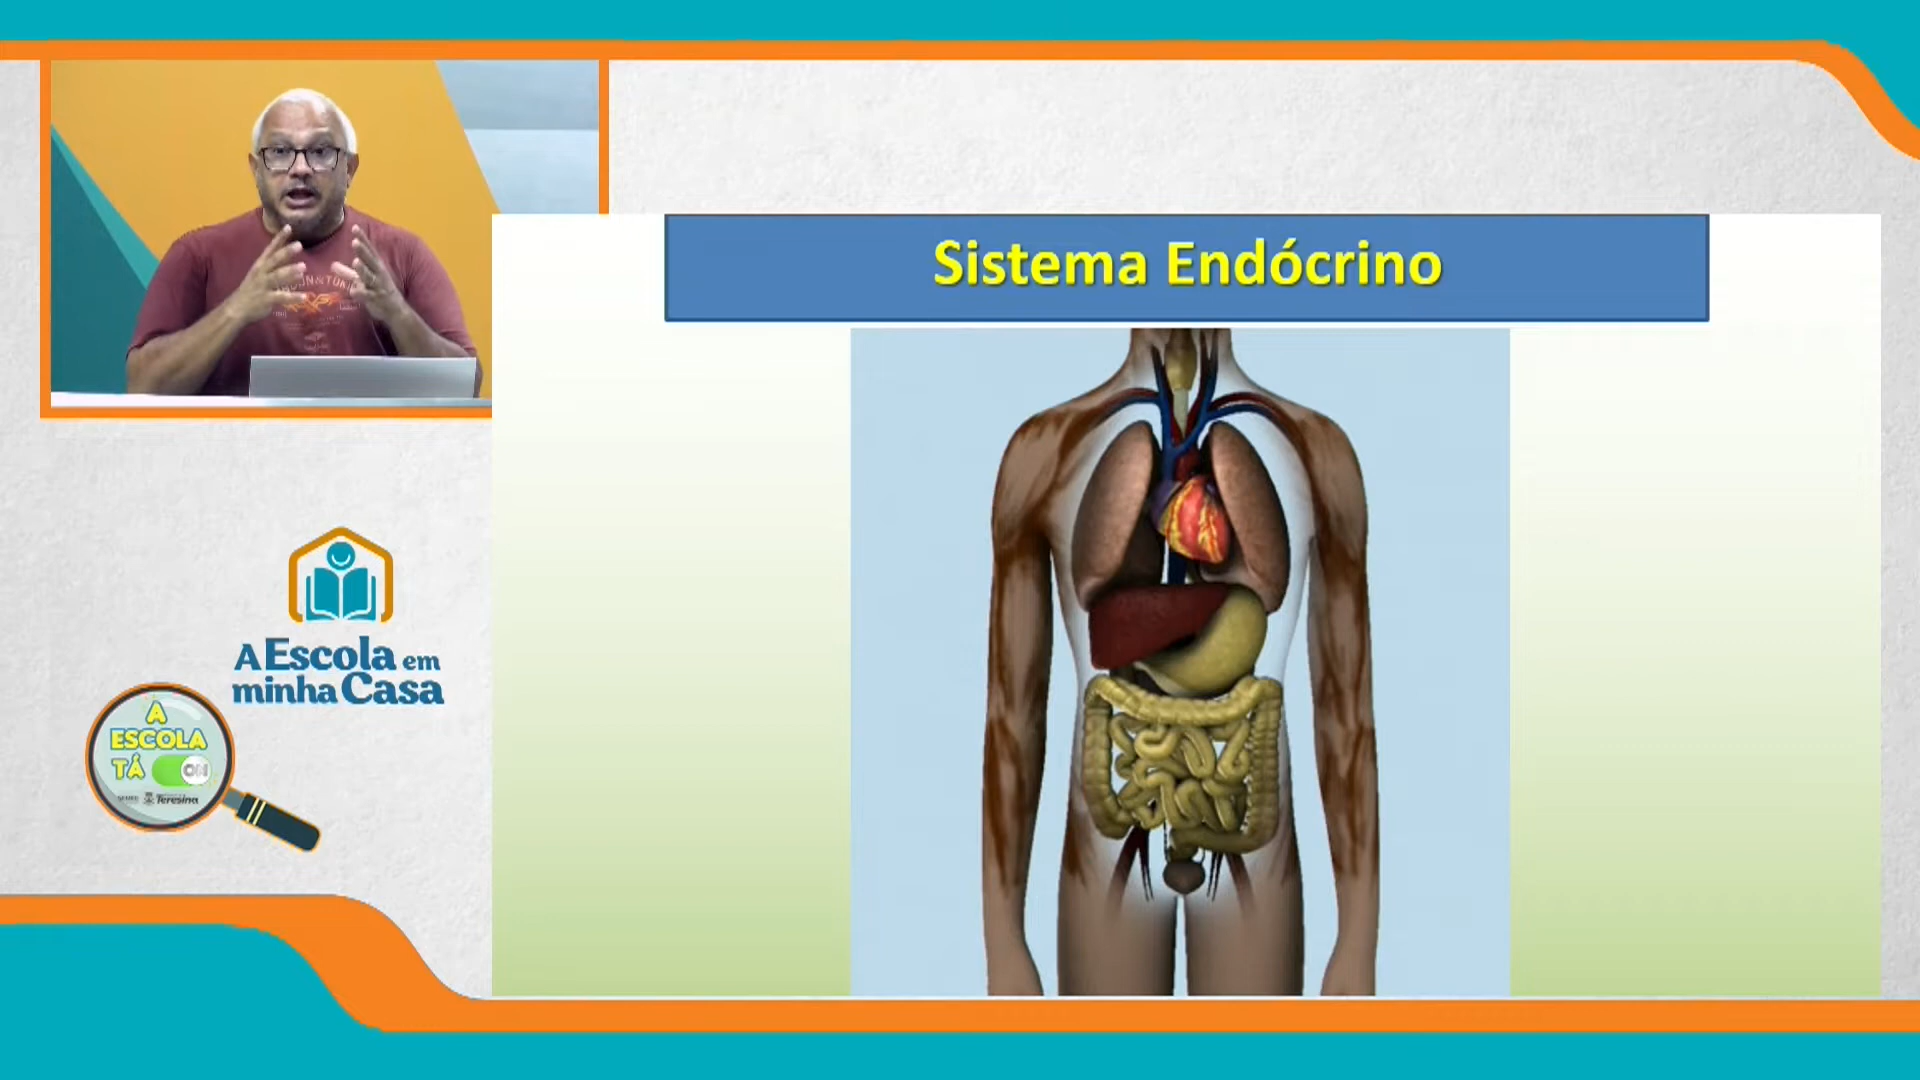 Sistema Endócrino
A Escola em
minha Casa
A
ESCOLA
TÁ ON
Teresina